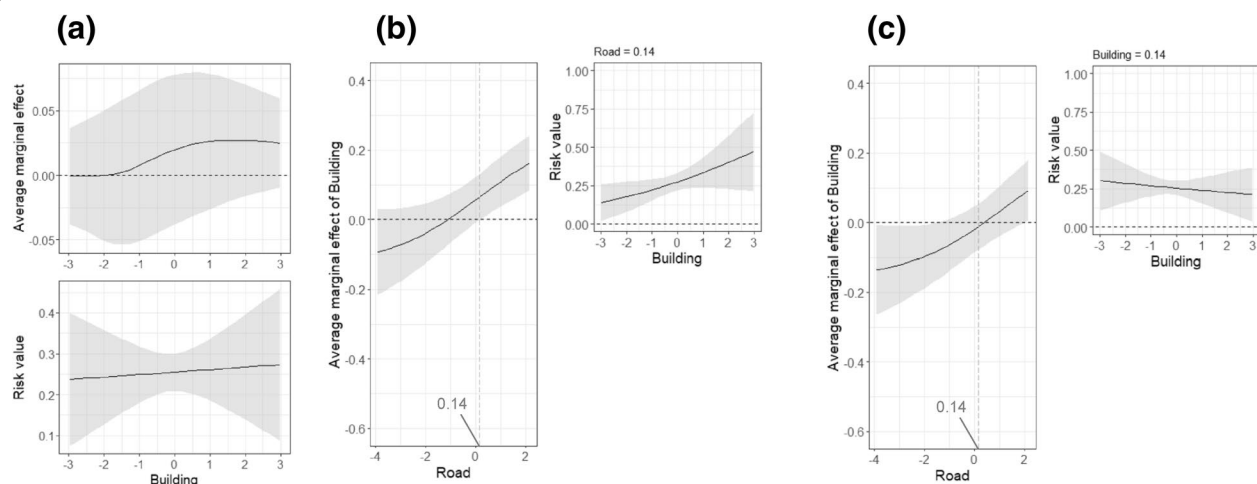 (a)
Average marginal effect
0.05
0.00
-0.05
-3 -2 -1 0 1 2 3
Risk value
0.4
0.3
0.2
0.1
-3 -2 -1 0 1 2 3
Building
(b)
Average marginal effect of Building
0.4
0.2
0.0
-0.2
-0.4
-0.6
0.14
-4 -2 0 2
Road
Road = 0.14
Risk value
1.00
0.75
0.50
0.25
0.00
-3 -2 -1 0 1 2 3
Building
(c)
Average marginal effect of Building
0.4
0.2
0.0
-0.2
-0.4
-0.6
0.14
-4 -2 0 2
Road
Building = 0.14
Risk value
1.00
0.75
0.50
0.25
0.00
-3 -2 -1 0 1 2 3
Building